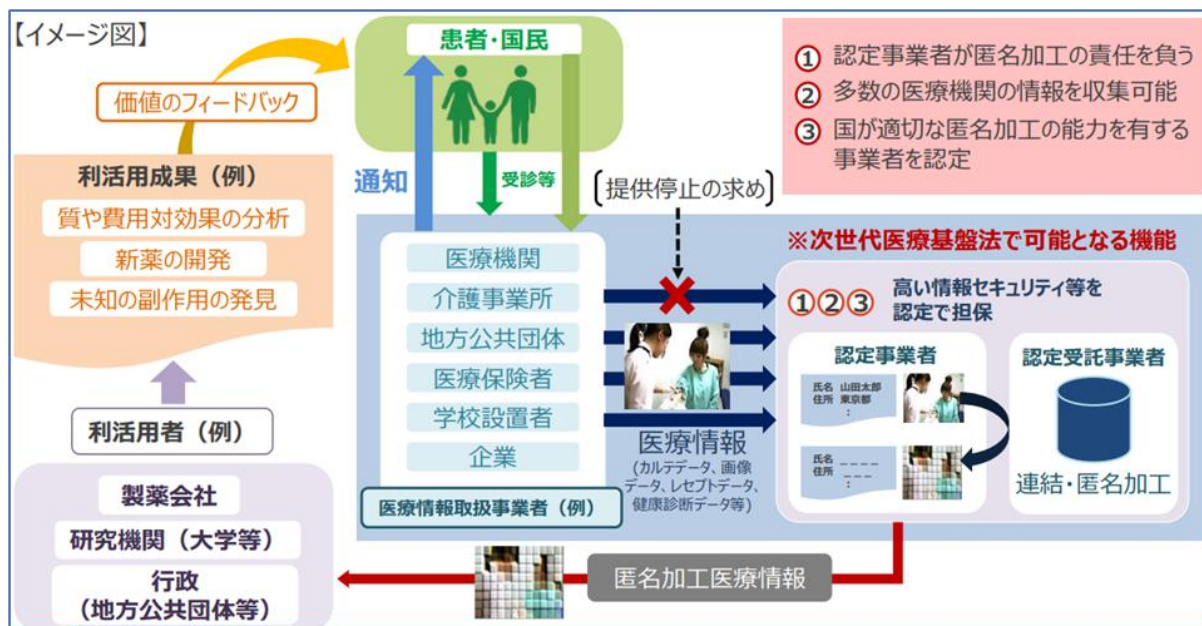 【イメージ図】
患者・国民
価値のフィードバック
① 認定事業者が匿名加工の責任を負う
② 多数の医療機関の情報を収集可能
③ 国が適切な匿名加工の能力を有する
事業者を認定
利活用成果（例）
質や費用対効果の分析
新薬の開発
未知の副作用の発見
通知
受診等
提供停止の求め
※次世代医療基盤法で可能となる機能
医療機関
介護事業所
地方公共団体
医療保険者
学校設置者
企業
医療情報取扱事業者（例）
医療情報
(カルテデータ、画像
データ、レセプトデータ、
健康診断データ等)
①②③
高い情報セキュリティ等を
認定で担保
認定事業者
氏名 山田太郎
住所 東京都
：
氏名 ＿＿＿＿
住所 ＿＿＿＿
：
認定受託事業者
連結・匿名加工
利活用者（例）
製薬会社
研究機関（大学等）
行政
（地方公共団体等）
匿名加工医療情報